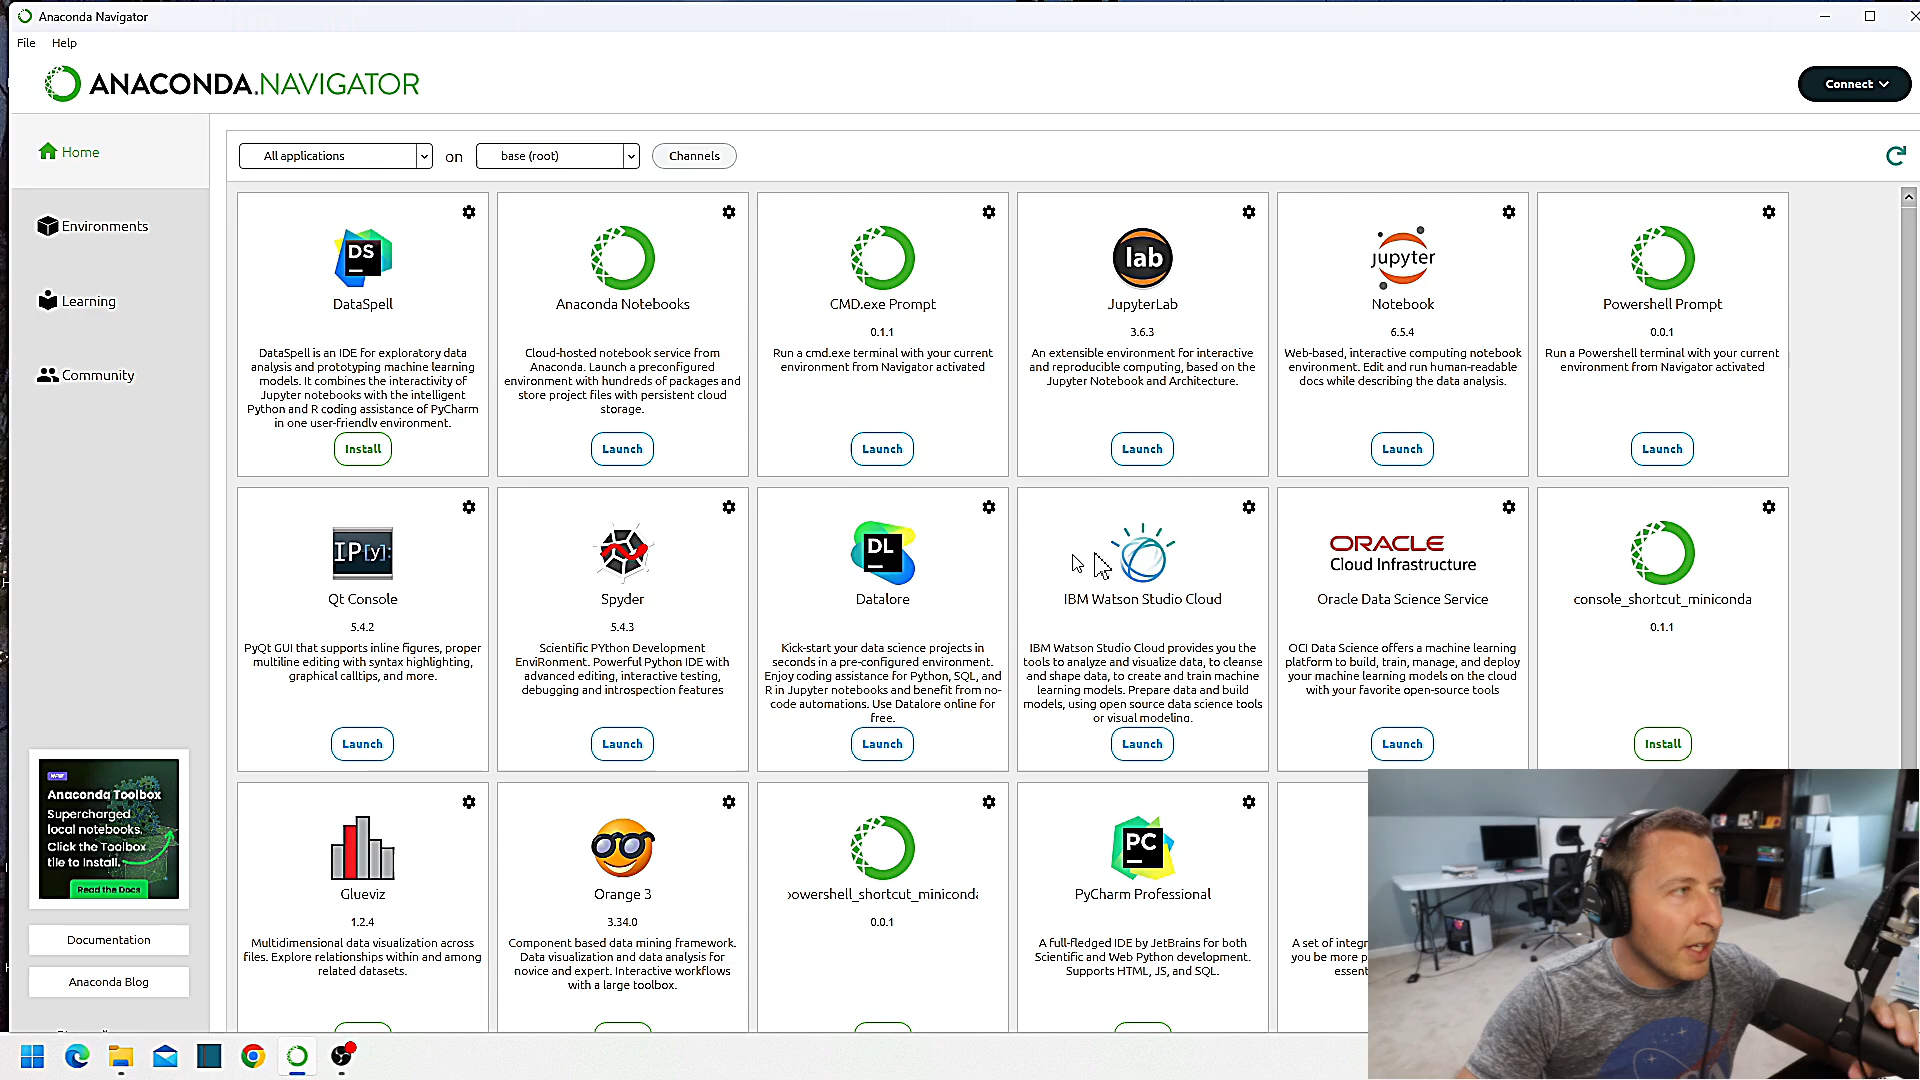 Anaconda Navigator
File Help
ANACONDA.NAVIGATOR
Connect
Home
Environments
Learning
Community
All applications on base (root) Channels
DataSpell
DataSpell is an IDE for exploratory data
analysis and prototyping machine learning
models. It combines the interactivity of
Jupyter notebooks with the intelligent
Python and R coding assistance of PyCharm
in one user-friendly environment.
Install
Anaconda Notebooks
Cloud-hosted notebook service from
Anaconda. Launch a preconfigured
environment with hundreds of packages and
store project files with persistent cloud
storage.
Launch
CMD.exe Prompt
0.1.1
Run a cmd.exe terminal with your current
environment from Navigator activated
Launch
lab
JupyterLab
3.6.3
An extensible environment for interactive
and reproducible computing, based on the
Jupyter Notebook and Architecture.
Launch
jupyter
Notebook
6.5.4
Web-based, interactive computing notebook
environment. Edit and run human-readable
docs while describing the data analysis.
Launch
Powershell Prompt
0.0.1
Run a Powershell terminal with your current
environment from Navigator activated
Launch
DS
IP[y]:
Qt Console
5.4.2
PyQt GUI that supports inline figures, proper
multiline editing with syntax highlighting,
graphical calltips, and more.
Launch
Spyder
5.4.3
Scientific PYthon Development
EnviRonment. Powerful Python IDE with
advanced editing, interactive testing,
debugging and introspection features
Launch
DL
Datalore
Kick-start your data science projects in
seconds in a pre-configured environment.
Enjoy coding assistance for Python, SQL, and
R in Jupyter notebooks and benefit from no-
code automations. Use Datalore online for
free.
Launch
IBM Watson Studio Cloud
IBM Watson Studio Cloud provides you the
tools to analyze and visualize data, to cleanse
and shape data, to create and train machine
learning models. Prepare data and build
models, using open source data science tools
or visual modeling.
Launch
ORACLE
Cloud Infrastructure
Oracle Data Science Service
OCI Data Science offers a machine learning
platform to build, train, manage, and deploy
your machine learning models on the cloud
with your favorite open-source tools
Launch
console_shortcut_miniconda
0.1.1
Install
Glueviz
1.2.4
Multidimensional data visualization across
files. Explore relationships within and among
related datasets.
Orange 3
3.34.0
Component based data mining framework.
Data visualization and data analysis for
novice and expert. Interactive workflows
with a large toolbox.
powershell_shortcut_miniconda
0.0.1
PC
PyCharm Professional
A full-fledged IDE by JetBrains for both
Scientific and Web Python development.
Supports HTML, JS, and SQL.
A set of integr
you be more p
essent
NEW
Anaconda Toolbox
Supercharged
local notebooks.
Click the Toolbox
tile to install.
Read the Docs
Documentation
Anaconda Blog